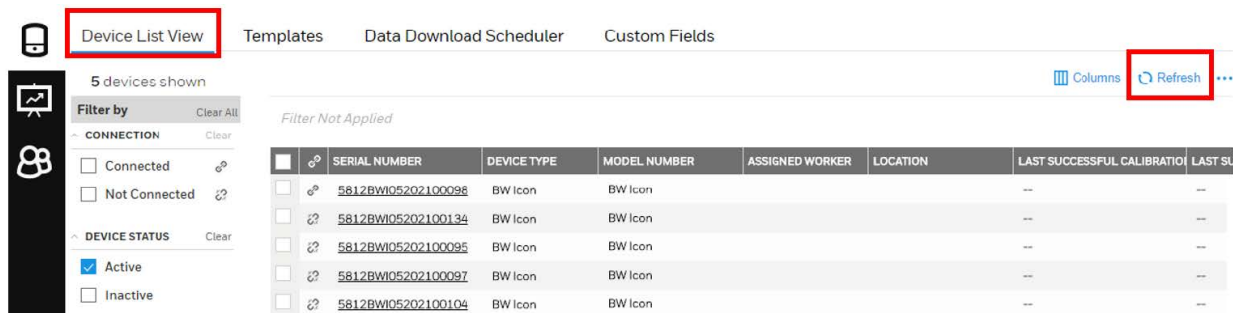 Device List View Templates Data Download Scheduler Custom Fields
5 devices shown
Columns Refresh
Filter by Clear All
Filter Not Applied
CONNECTION Clear
SERIAL NUMBER DEVICE TYPE MODEL NUMBER ASSIGNED WORKER LOCATION LAST SUCCESSFUL CALIBRATIO LAST SU
Connected
5812BWI05202100098 BW Icon BW Icon -- --
Not Connected
5812BWI05202100134 BW Icon BW Icon -- --
DEVICE STATUS Clear
5812BWI05202100095 BW Icon BW Icon -- --
Active
5812BWI05202100097 BW Icon BW Icon -- --
Inactive
5812BWI05202100104 BW Icon BW Icon -- --